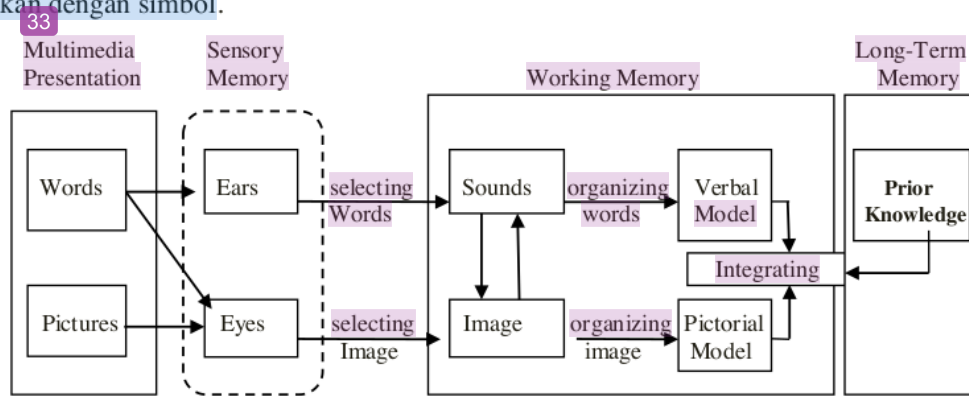 kan dengan simbol.
33
Multimedia
Presentation
Sensory
Memory
Working Memory
Long-Term
Memory
Words
Ears
selecting
Words
Sounds
organizing
words
Verbal
Model
Prior
Knowledge
Integrating
Pictures
Eyes
selecting
Image
Image
organizing
image
Pictorial
Model